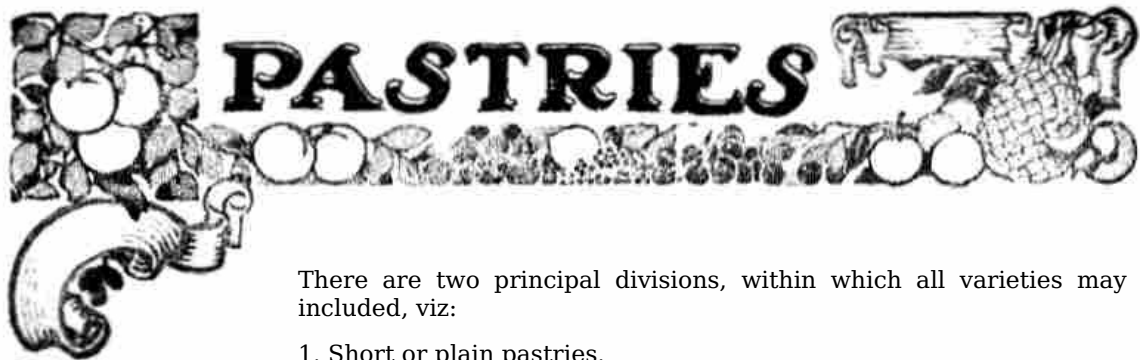 PASTRIES
There are two principal divisions, within which all varieties may
included, viz:
1. Short or plain pastries.